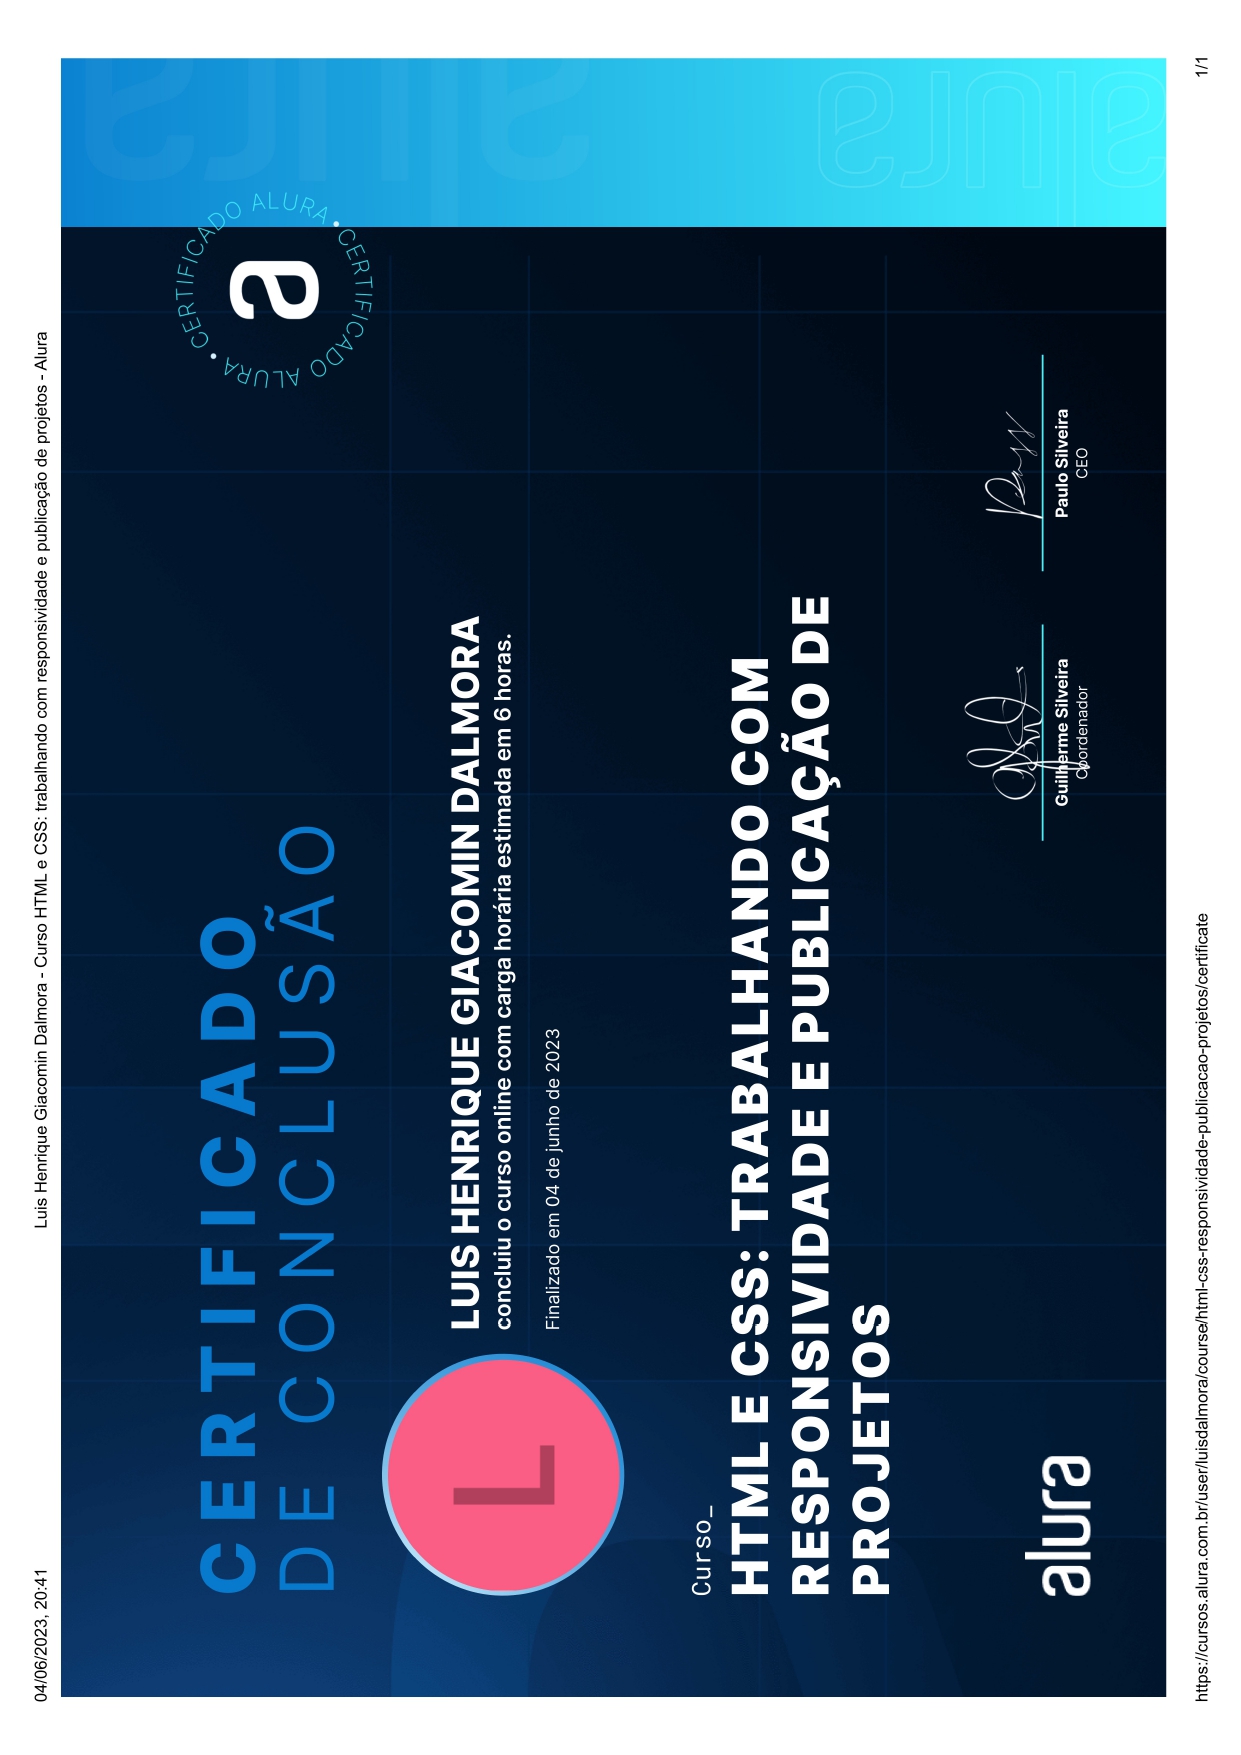 04/06/2023, 20:41
Luis Henrique Giacomin Dalmora - Curso HTML e CSS: trabalhando com responsividade e publicação de projetos - Alura
CERTIFICADO
DE CONCLUSÃO
CERTIFICADO ALURA • CERTIFICADO ALURA •
a
L
LUIS HENRIQUE GIACOMIN DALMORA
concluiu o curso online com carga horária estimada em 6 horas.
Finalizado em 04 de junho de 2023
Curso_
HTML E CSS: TRABALHANDO COM
RESPONSIVIDADE E PUBLICAÇÃO DE
PROJETOS
alura
Guilherme Silveira
Coordenador
Paulo Silveira
CEO
alura
alura
https://cursos.alura.com.br/user/luisdalmora/course/html-css-responsividade-publicacao-projetos/certificate
1/1